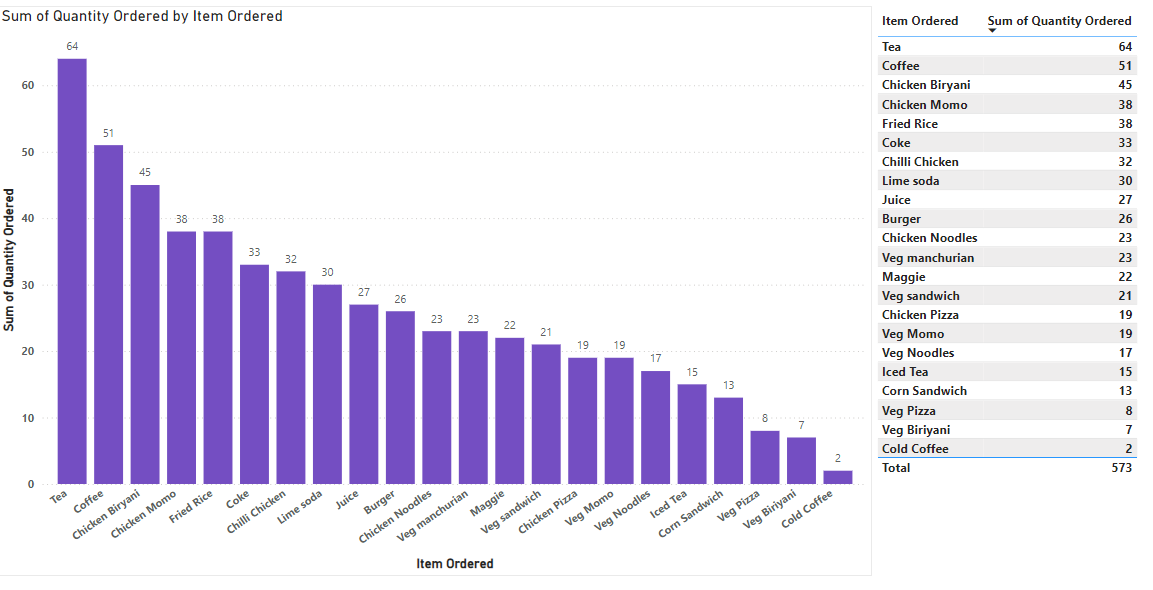 Sum of Quantity Ordered by Item Ordered
Sum of Quantity Ordered
60
50
40
30
20
10
0
64
51
45
38
38
33
32
30
27
26
23
23
22
21
19
19
17
15
13
8
7
2
Tea
Coffee
Chicken Biryani
Chicken Momo
Fried Rice
Coke
Chilli Chicken
Lime soda
Juice
Burger
Chicken Noodles
Veg manchurian
Maggie
Veg sandwich
Chicken Pizza
Veg Momo
Veg Noodles
Iced Tea
Corn Sandwich
Veg Pizza
Veg Biriyani
Cold Coffee
Item Ordered
Item Ordered Sum of Quantity Ordered
Tea 64
Coffee 51
Chicken Biryani 45
Chicken Momo 38
Fried Rice 38
Coke 33
Chilli Chicken 32
Lime soda 30
Juice 27
Burger 26
Chicken Noodles 23
Veg manchurian 23
Maggie 22
Veg sandwich 21
Chicken Pizza 19
Veg Momo 19
Veg Noodles 17
Iced Tea 15
Corn Sandwich 13
Veg Pizza 8
Veg Biriyani 7
Cold Coffee 2
Total 573